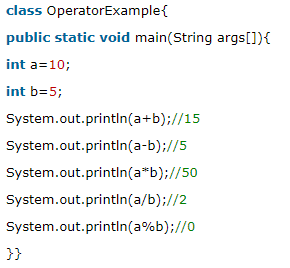 class OperatorExample{
public static void main(String args[]){
int a=10;
int b=5;
System.out.println(a+b);//15
System.out.println(a-b);//5
System.out.println(a*b);//50
System.out.println(a/b);//2
System.out.println(a%b);//0
}}